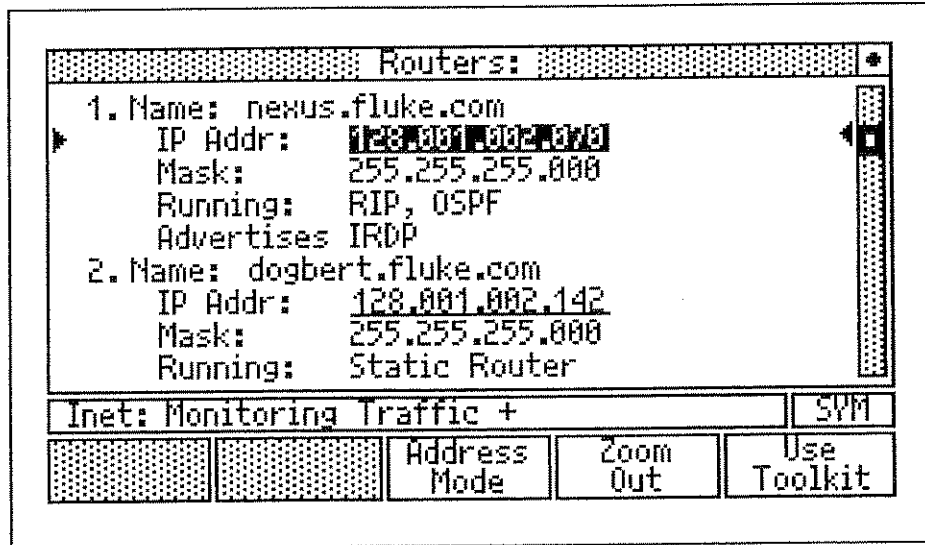 Routers:
1. Name: nexus.fluke.com
IP Addr: 128.001.002.070
Mask: 255.255.255.000
Running: RIP, OSPF
Advertises IRDP
2. Name: dogbert.fluke.com
IP Addr: 128.001.002.142
Mask: 255.255.255.000
Running: Static Router
Inet: Monitoring Traffic +
SYM
Address Mode
Zoom Out
Use Toolkit